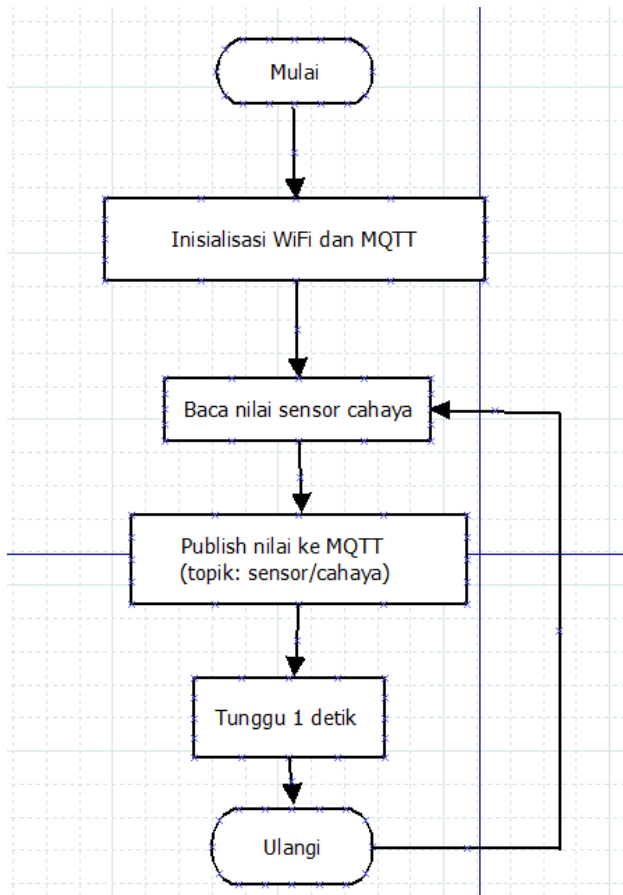 Mulai
Inisialisasi WiFi dan MQTT
Baca nilai sensor cahaya
Publish nilai ke MQTT
(topik: sensor/cahaya)
Tunggu 1 detik
Ulangi